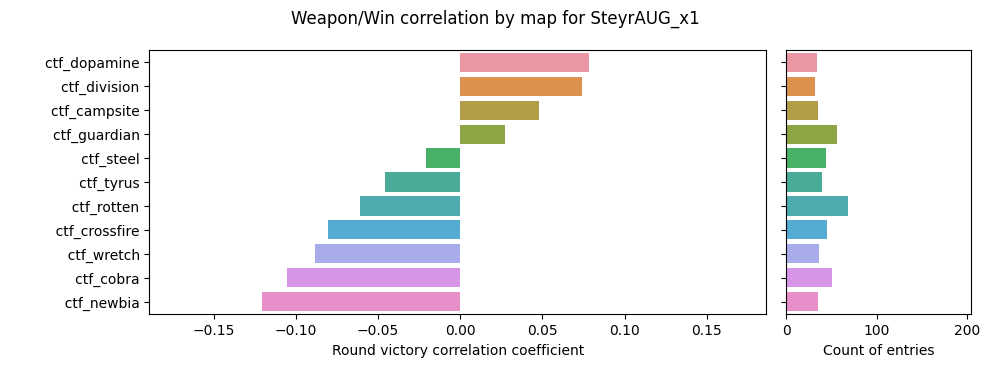 Weapon/Win correlation by map for SteyrAUG_x1
ctf_dopamine
ctf_division
ctf_campsite
ctf_guardian
ctf_steel
ctf_tyrus
ctf_rotten
ctf_crossfire
ctf_wretch
ctf_cobra
ctf_newbia
−0.15 −0.10 −0.05 0.00 0.05 0.10 0.15
Round victory correlation coefficient
0 100 200
Count of entries